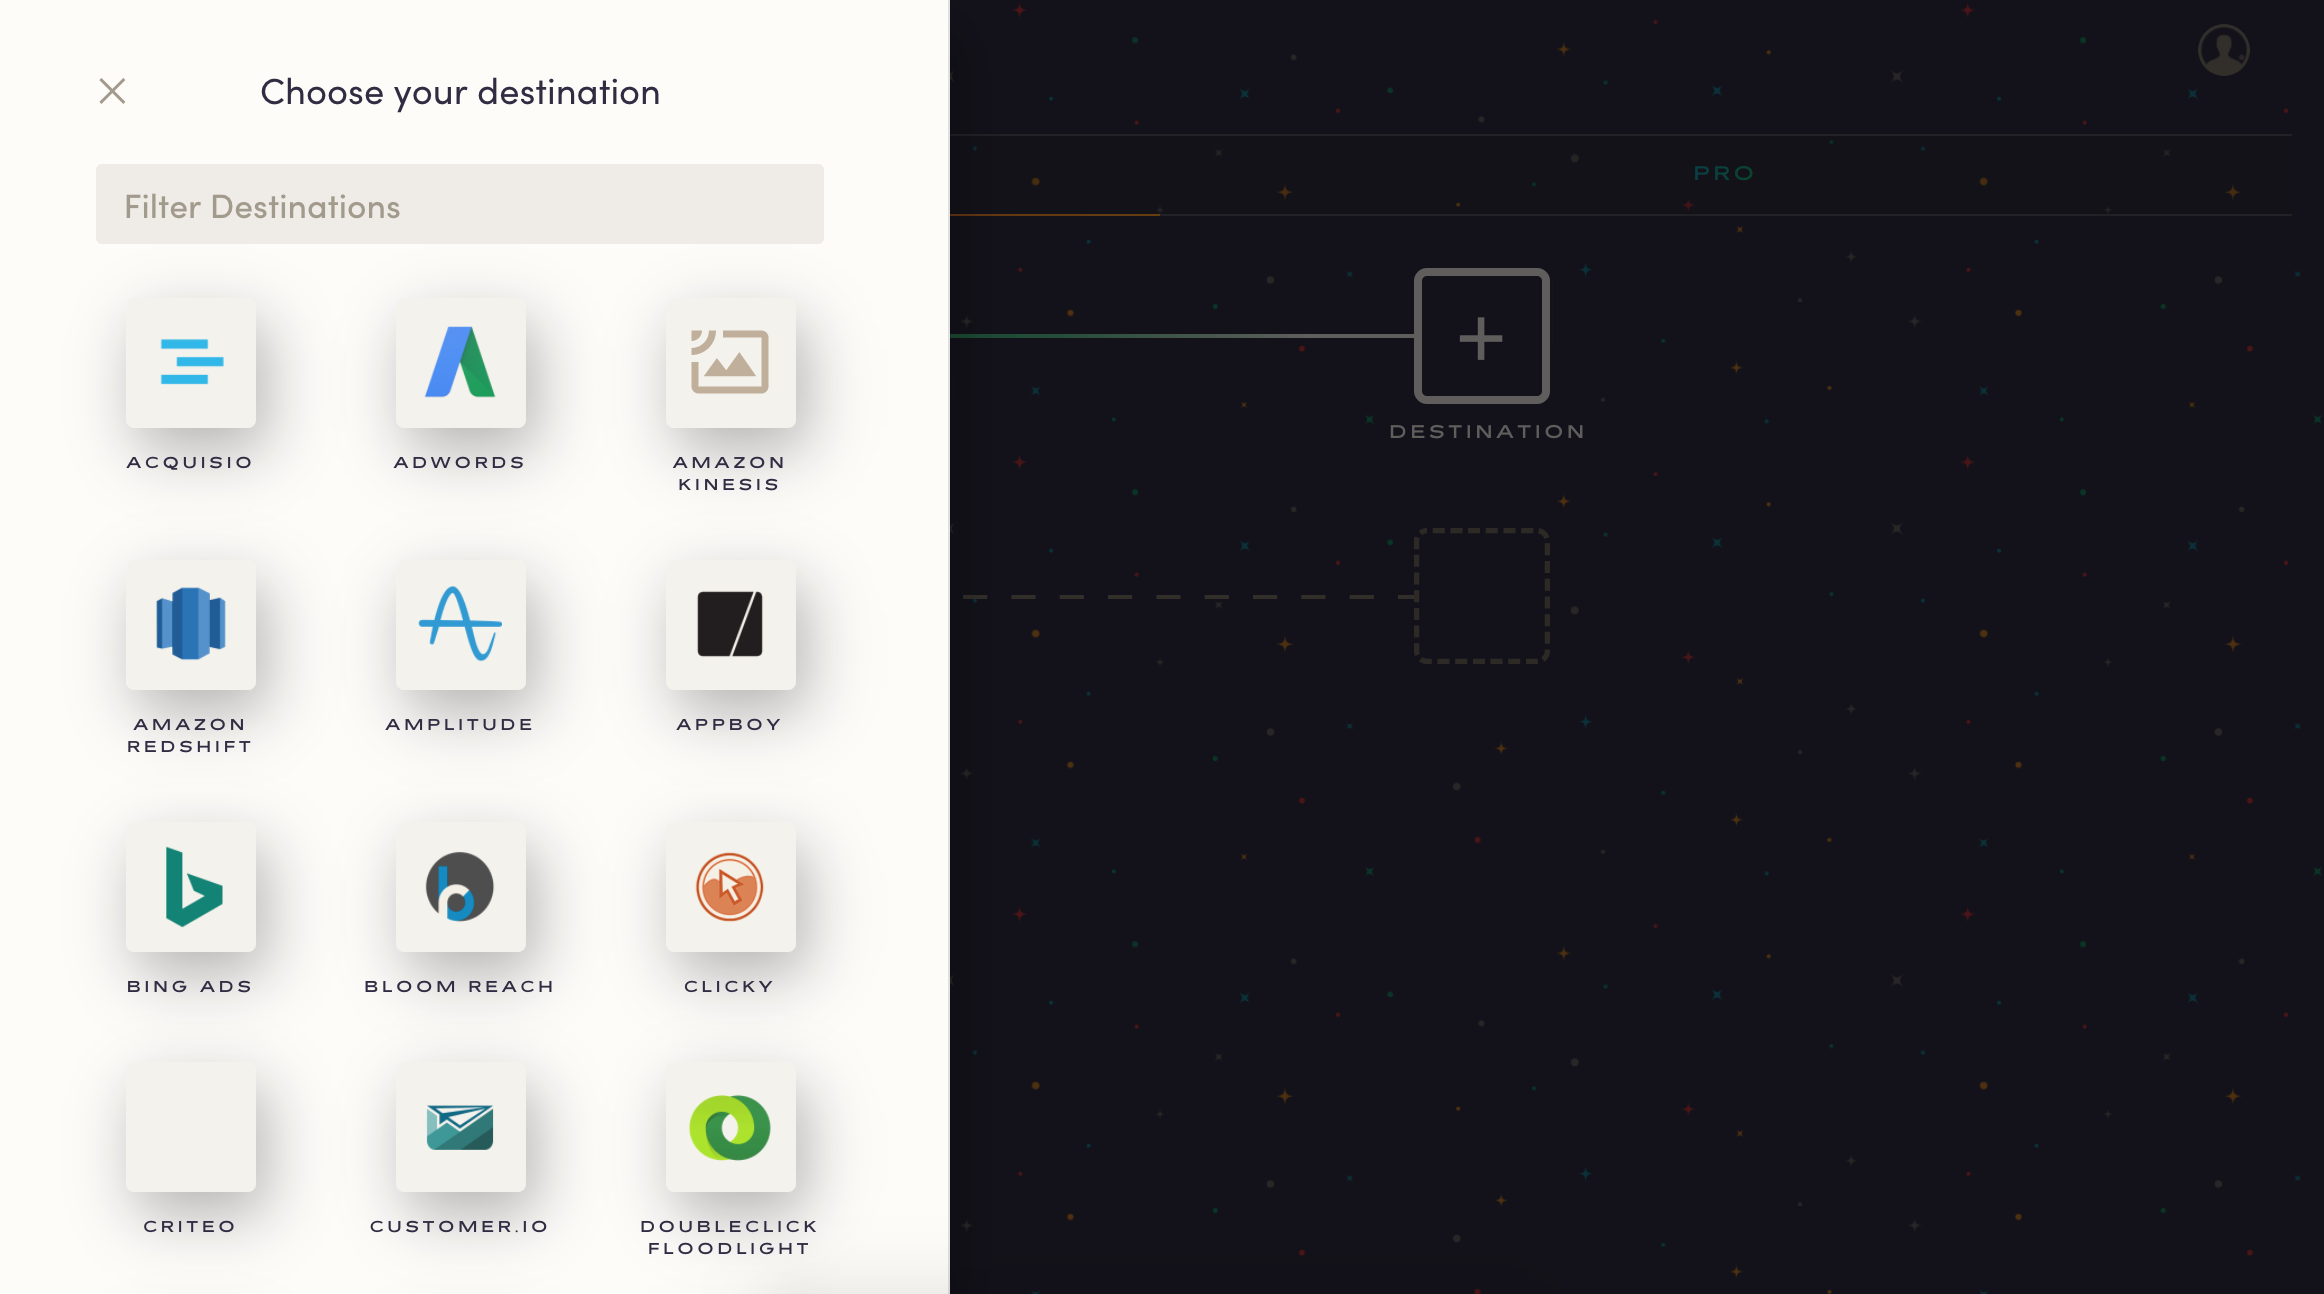 Choose your destination
Filter Destinations
ACQUISIO
ADWORDS
AMAZON
KINESIS
AMAZON
REDSHIFT
AMPLITUDE
APPBOY
BING ADS
BLOOM REACH
CLICKY
CRITEO
CUSTOMER.IO
DOUBLECLICK
FLOODLIGHT
PRO
DESTINATION